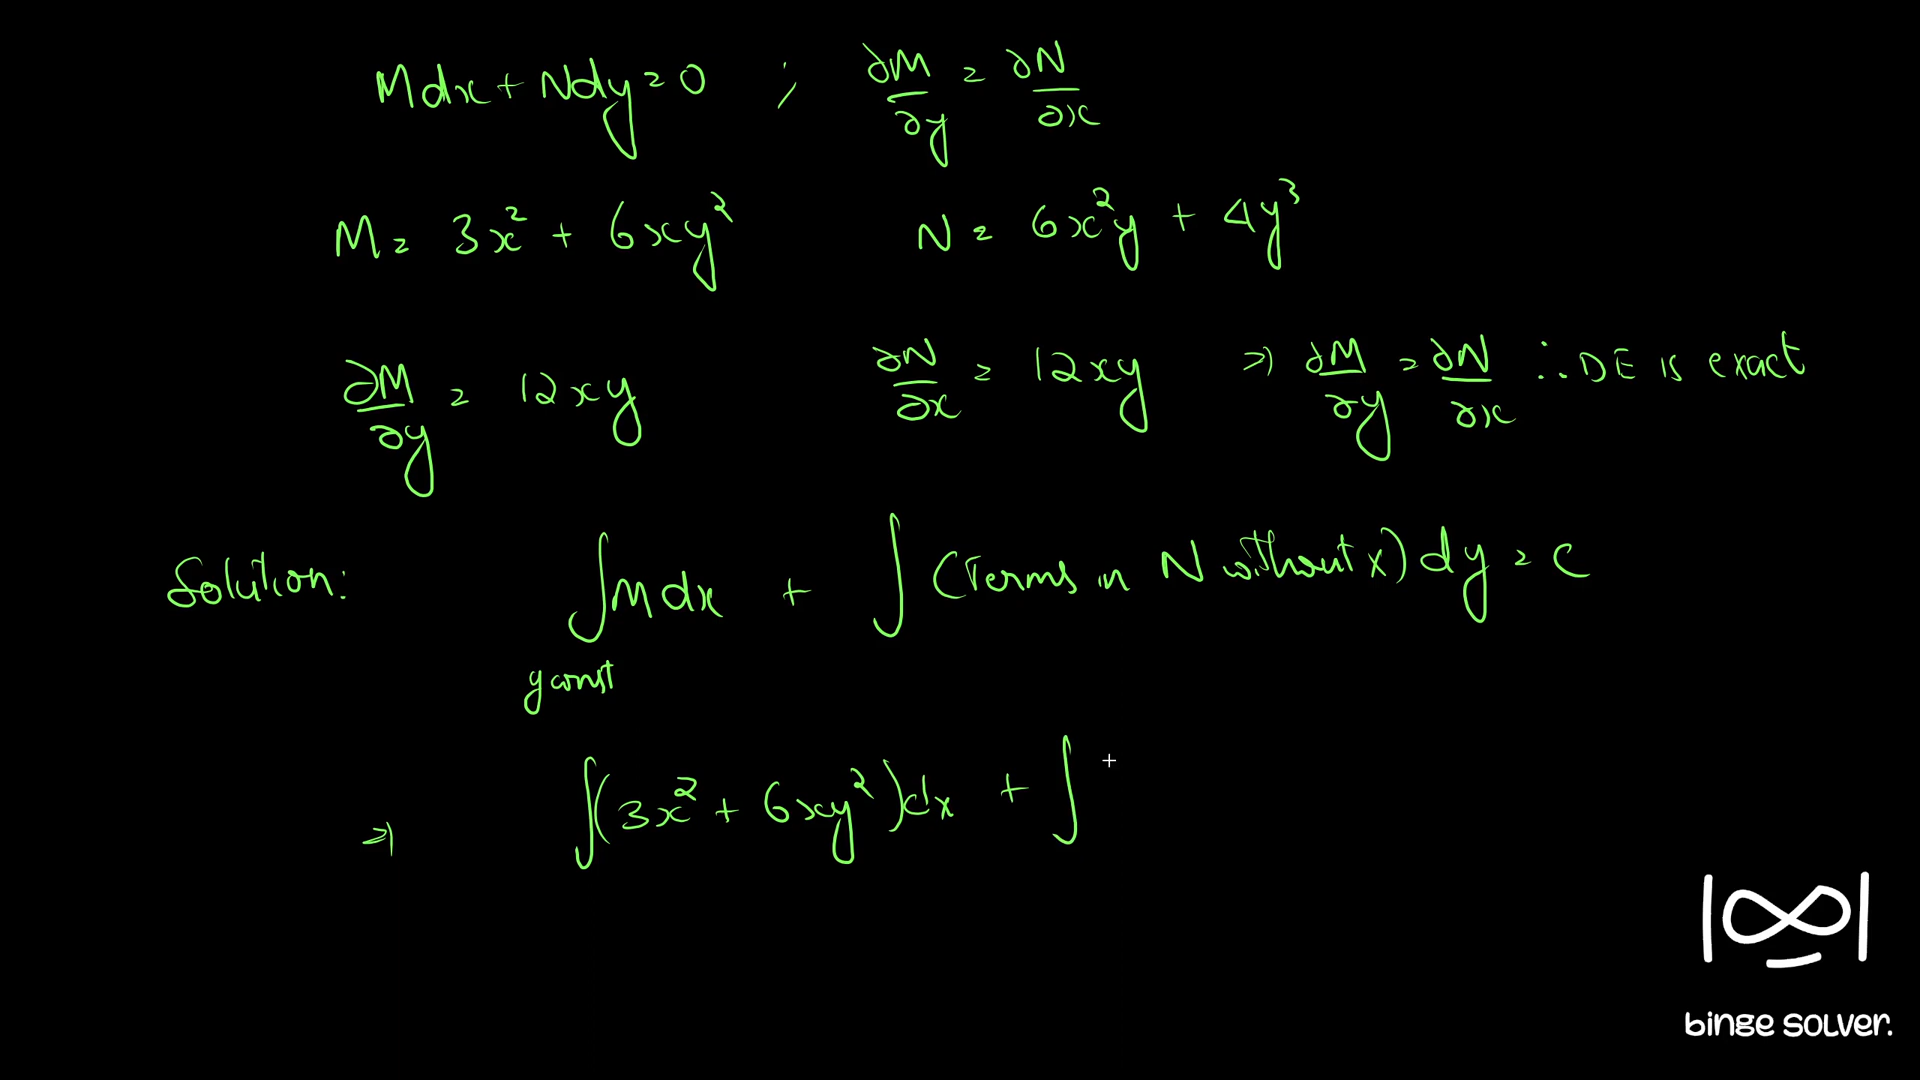 Mdx + Ndy = 0 ; ∂M/∂y = ∂N/∂x
M = 3x² + 6xy² N = 6x²y + 4y³
∂M/∂y = 12xy ∂N/∂x = 12xy ⇒ ∂M/∂y = ∂N/∂x ∴ DE is exact
Solution: ∫Mdx + ∫(Terms in N without x) dy = C
y const
⇒ ∫(3x² + 6xy²)dx + ∫
binge solver.